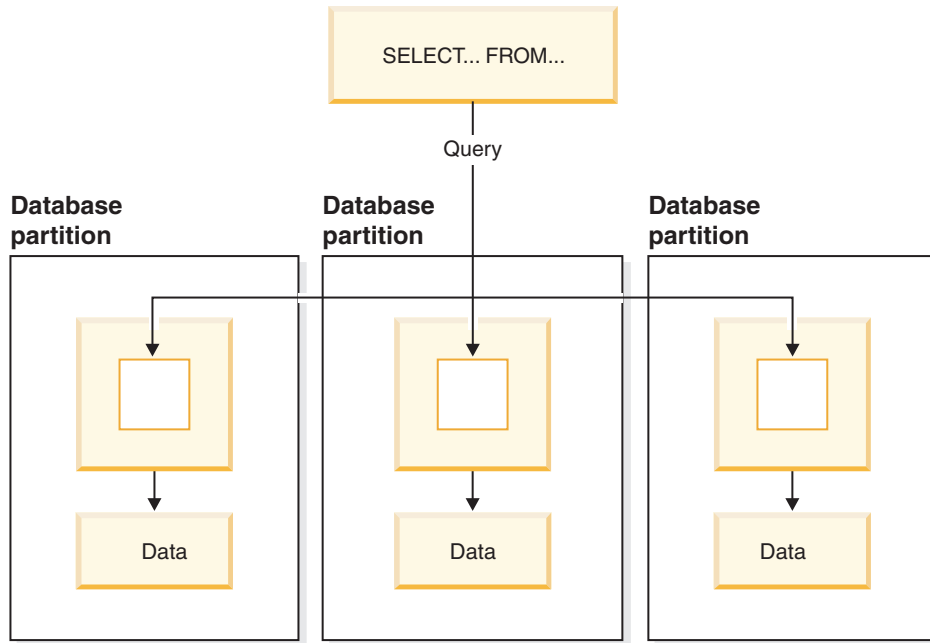 SELECT... FROM...
Query
Database
partition
Database
partition
Database
partition
Data
Data
Data